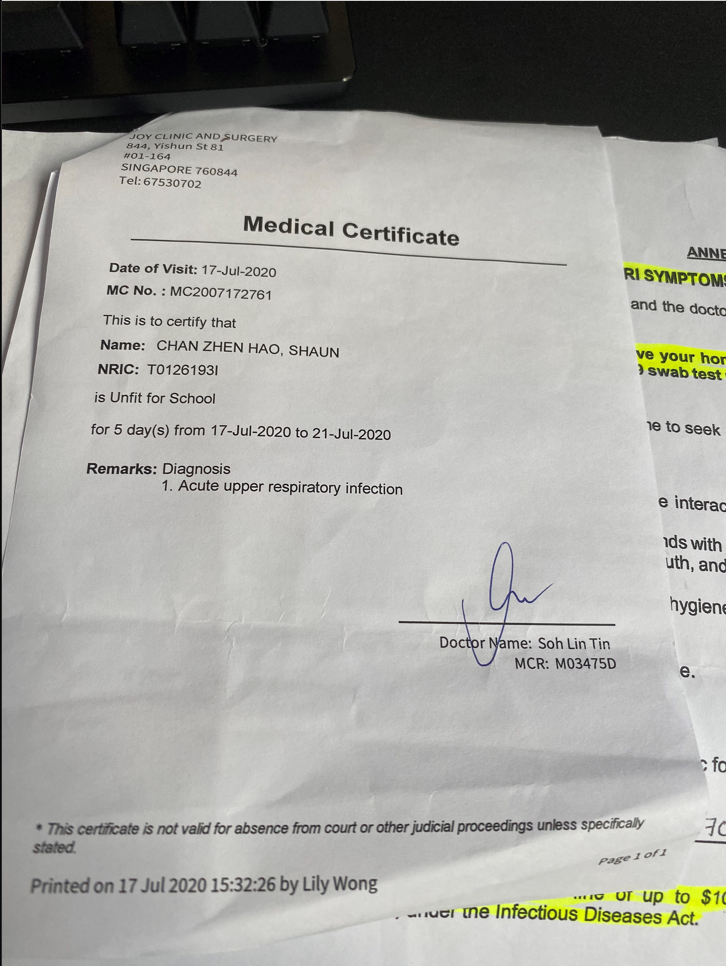 JOY CLINIC AND SURGERY
844, Yishun St 81
#01-164
SINGAPORE 760844
Tel: 67530702
Medical Certificate
Date of Visit: 17-Jul-2020
MC No. : MC2007172761
This is to certify that
Name: CHAN ZHEN HAO, SHAUN
NRIC: T0126193I
is Unfit for School
for 5 day(s) from 17-Jul-2020 to 21-Jul-2020
Remarks: Diagnosis
1. Acute upper respiratory infection
Doctor Name: Soh Lin Tin
MCR: M03475D
* This certificate is not valid for absence from court or other judicial proceedings unless specifically
stated.
Page 1 of 1
Printed on 17 Jul 2020 15:32:26 by Lily Wong
ANNE
RI SYMPTOMS
and the docto
ve your hor
swab test
to seek
e interac
with
uth, and
hygiene
e.
fo
or up to $10
under the Infectious Diseases Act.